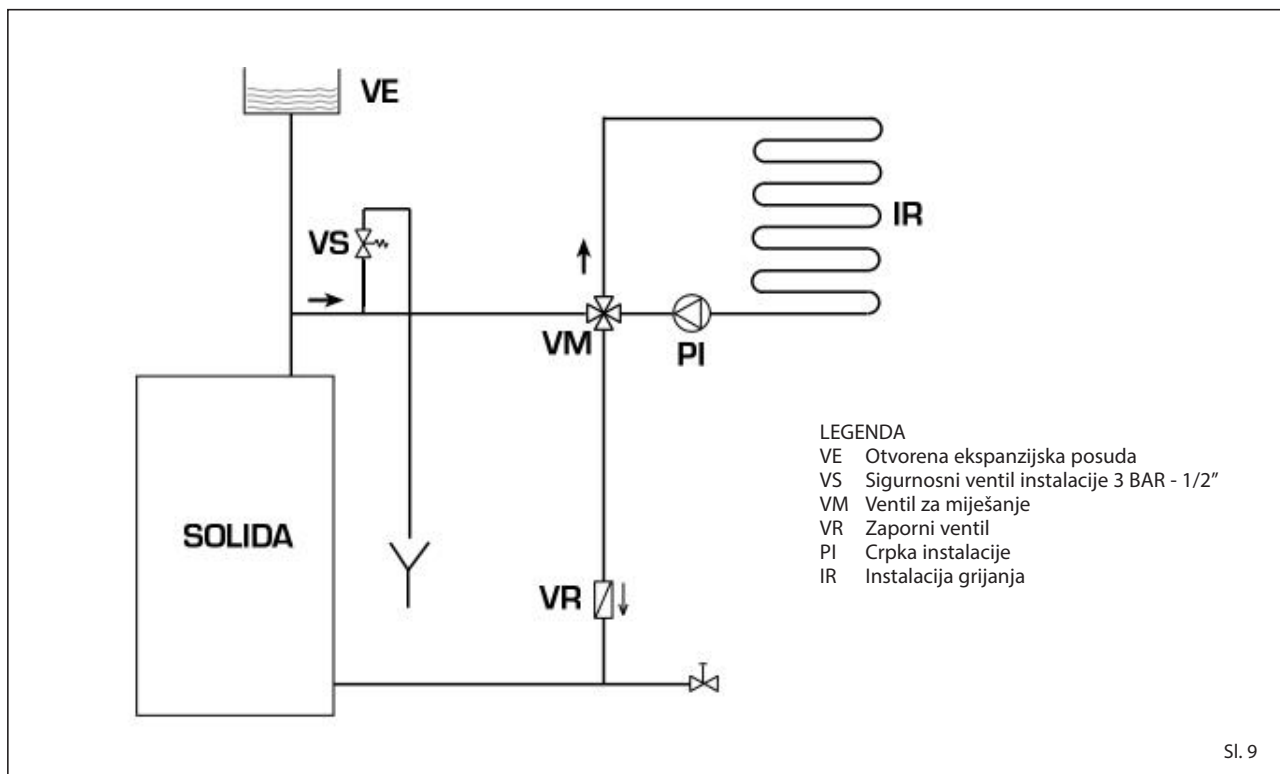 VE
VS
IR
VM
PI
SOLIDA
VR
LEGENDA
VE Otvorena ekspanzijska posuda
VS Sigurnosni ventil instalacije 3 BAR - 1/2”
VM Ventil za miješanje
VR Zaporni ventil
PI Crpka instalacije
IR Instalacija grijanja
Sl. 9